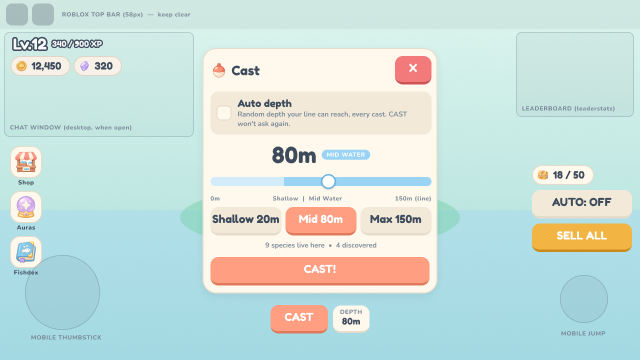 ROBLOX TOP BAR (58px) — keep clear
Lv.12 340/900 XP
12,450
320
CHAT WINDOW (desktop, when open)
LEADERBOARD (leaderstats)
Shop
Auras
Fishdex
MOBILE THUMBSTICK
Cast
X
Auto depth
Random depth your line can reach, every cast. CAST
won't ask again.
80m
MID WATER
0m
Shallow | Mid Water
150m (line)
Shallow 20m
Mid 80m
Max 150m
9 species live here • 4 discovered
CAST!
CAST
DEPTH
80m
18 / 50
AUTO: OFF
SELL ALL
MOBILE JUMP